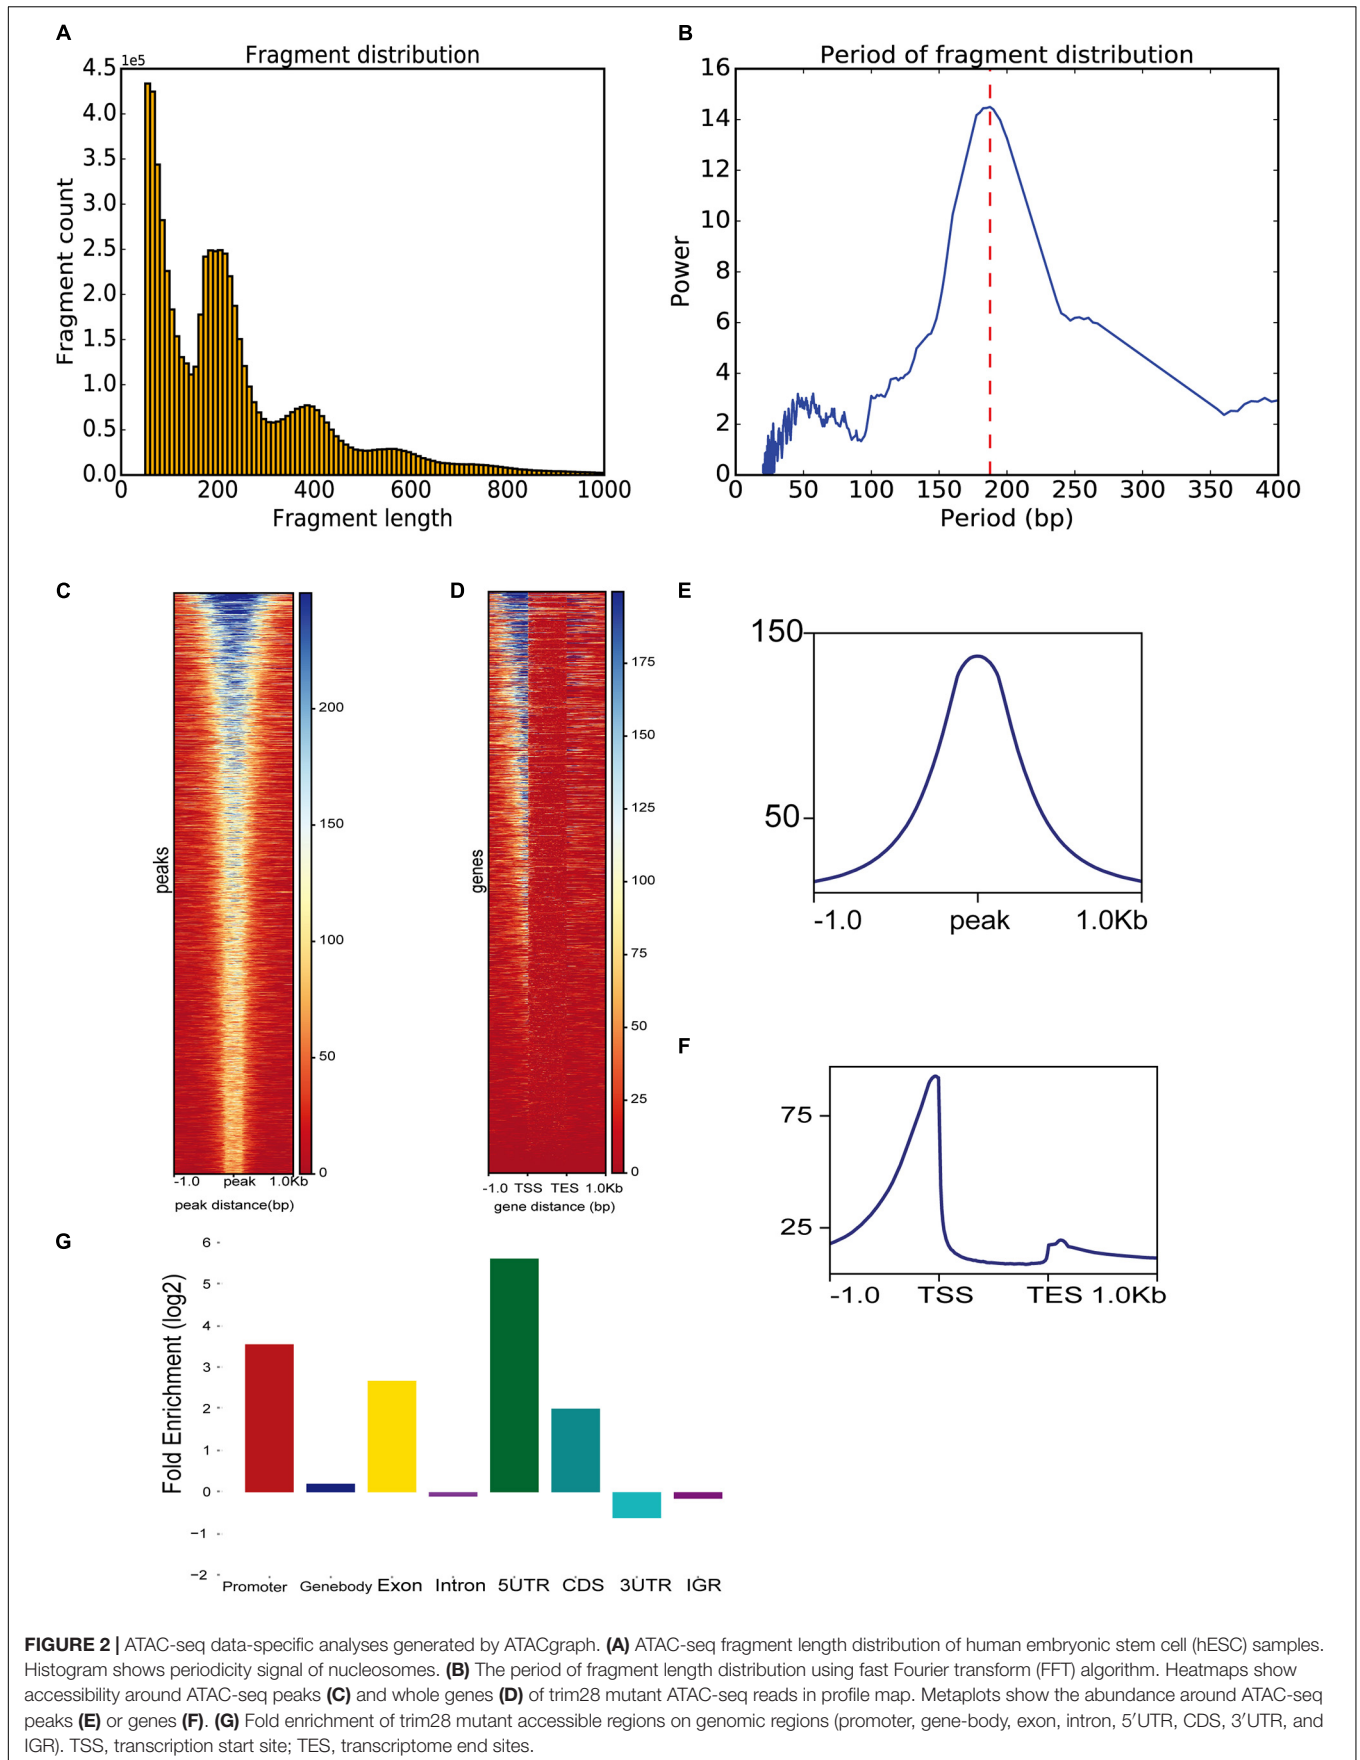 A
Fragment distribution
1e5
4.5
4.0
3.5
3.0
2.5
2.0
1.5
1.0
0.5
0.0
Fragment count
0 200 400 600 800 1000
Fragment length
B
Period of fragment distribution
16
14
12
10
8
6
4
2
0
Power
0 50 100 150 200 250 300 350 400
Period (bp)
C
peaks
200
150
100
50
0
-1.0 peak 1.0Kb
peak distance(bp)
D
genes
175
150
125
100
75
50
25
0
-1.0 TSS TES 1.0Kb
gene distance (bp)
E
150
50
-1.0 peak 1.0Kb
F
75
25
-1.0 TSS TES 1.0Kb
G
Fold Enrichment (log2)
6
5
4
3
2
1
0
−1
−2
Promoter Genebody Exon Intron 5UTR CDS 3UTR IGR
FIGURE 2 | ATAC-seq data-specific analyses generated by ATACgraph. (A) ATAC-seq fragment length distribution of human embryonic stem cell (hESC) samples.
Histogram shows periodicity signal of nucleosomes. (B) The period of fragment length distribution using fast Fourier transform (FFT) algorithm. Heatmaps show
accessibility around ATAC-seq peaks (C) and whole genes (D) of trim28 mutant ATAC-seq reads in profile map. Metaplots show the abundance around ATAC-seq
peaks (E) or genes (F). (G) Fold enrichment of trim28 mutant accessible regions on genomic regions (promoter, gene-body, exon, intron, 5′UTR, CDS, 3′UTR, and
IGR). TSS, transcription start site; TES, transcriptome end sites.